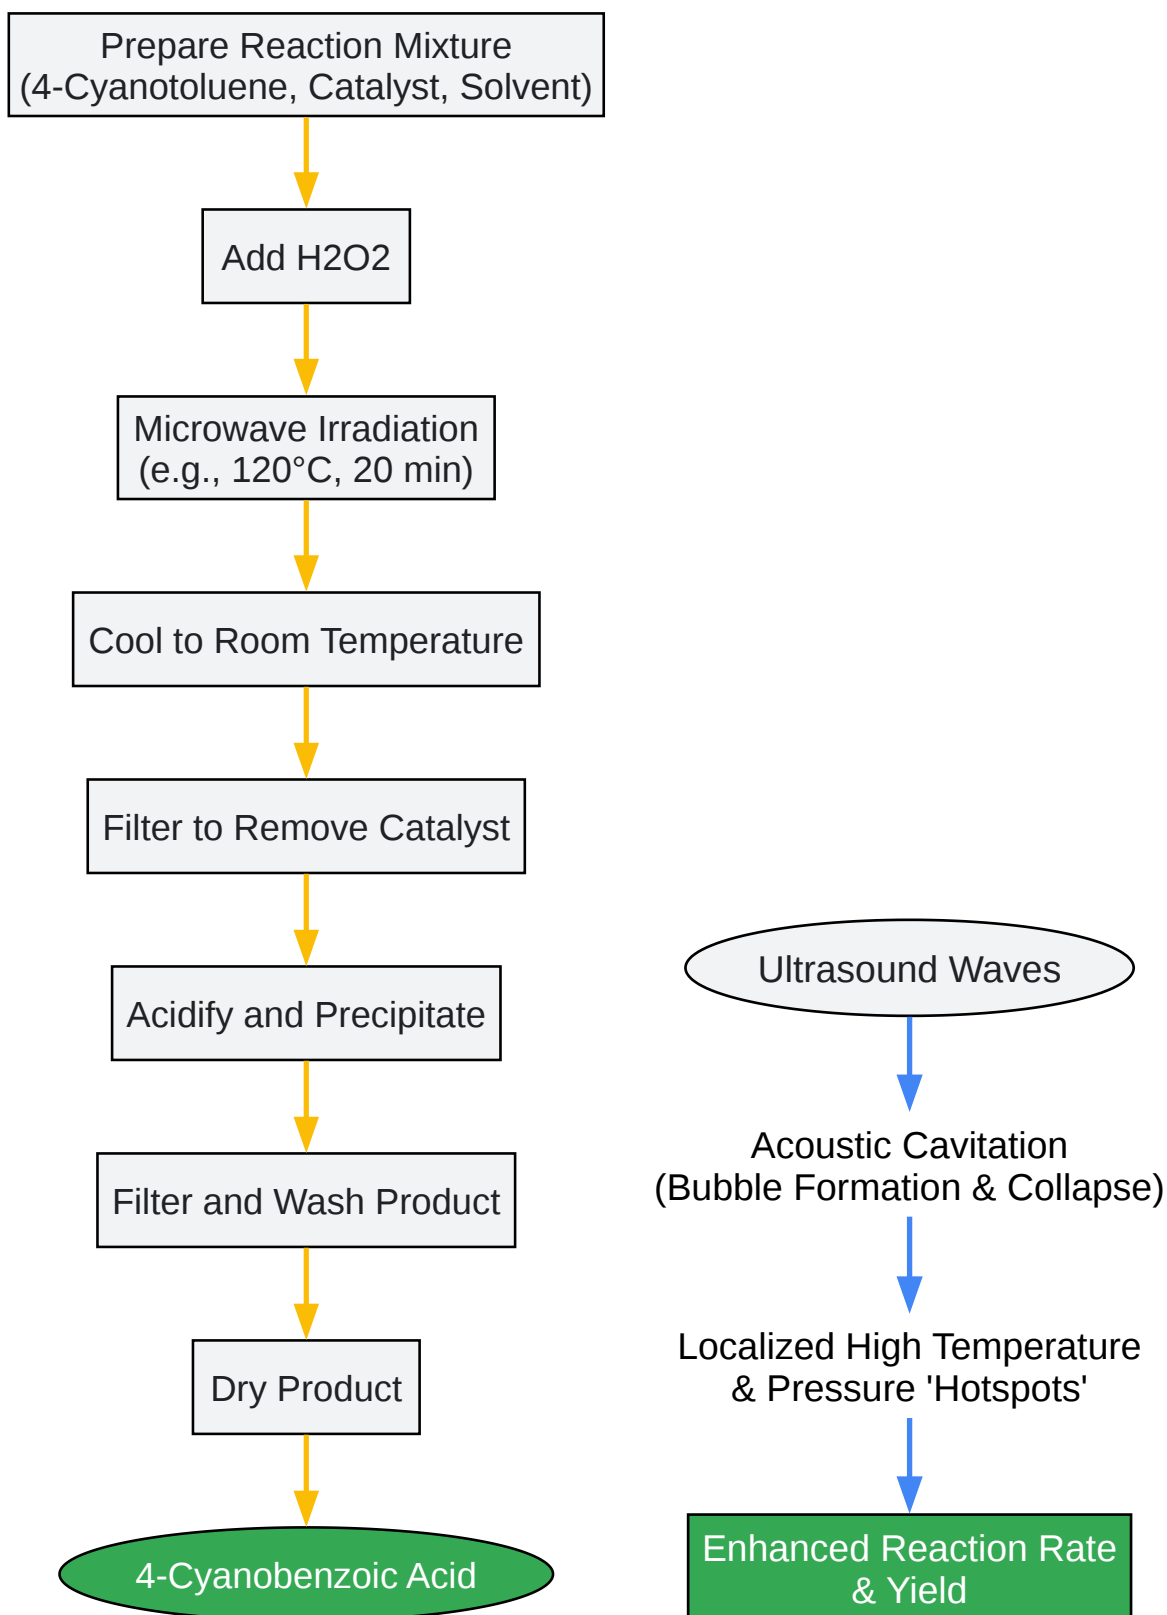 Prepare Reaction Mixture
(4-Cyanotoluene, Catalyst, Solvent)
Add H2O2
Microwave Irradiation
(e.g., 120°C, 20 min)
Cool to Room Temperature
Filter to Remove Catalyst
Acidify and Precipitate
Filter and Wash Product
Dry Product
4-Cyanobenzoic Acid
Ultrasound Waves
Acoustic Cavitation
(Bubble Formation & Collapse)
Localized High Temperature
& Pressure 'Hotspots'
Enhanced Reaction Rate
& Yield